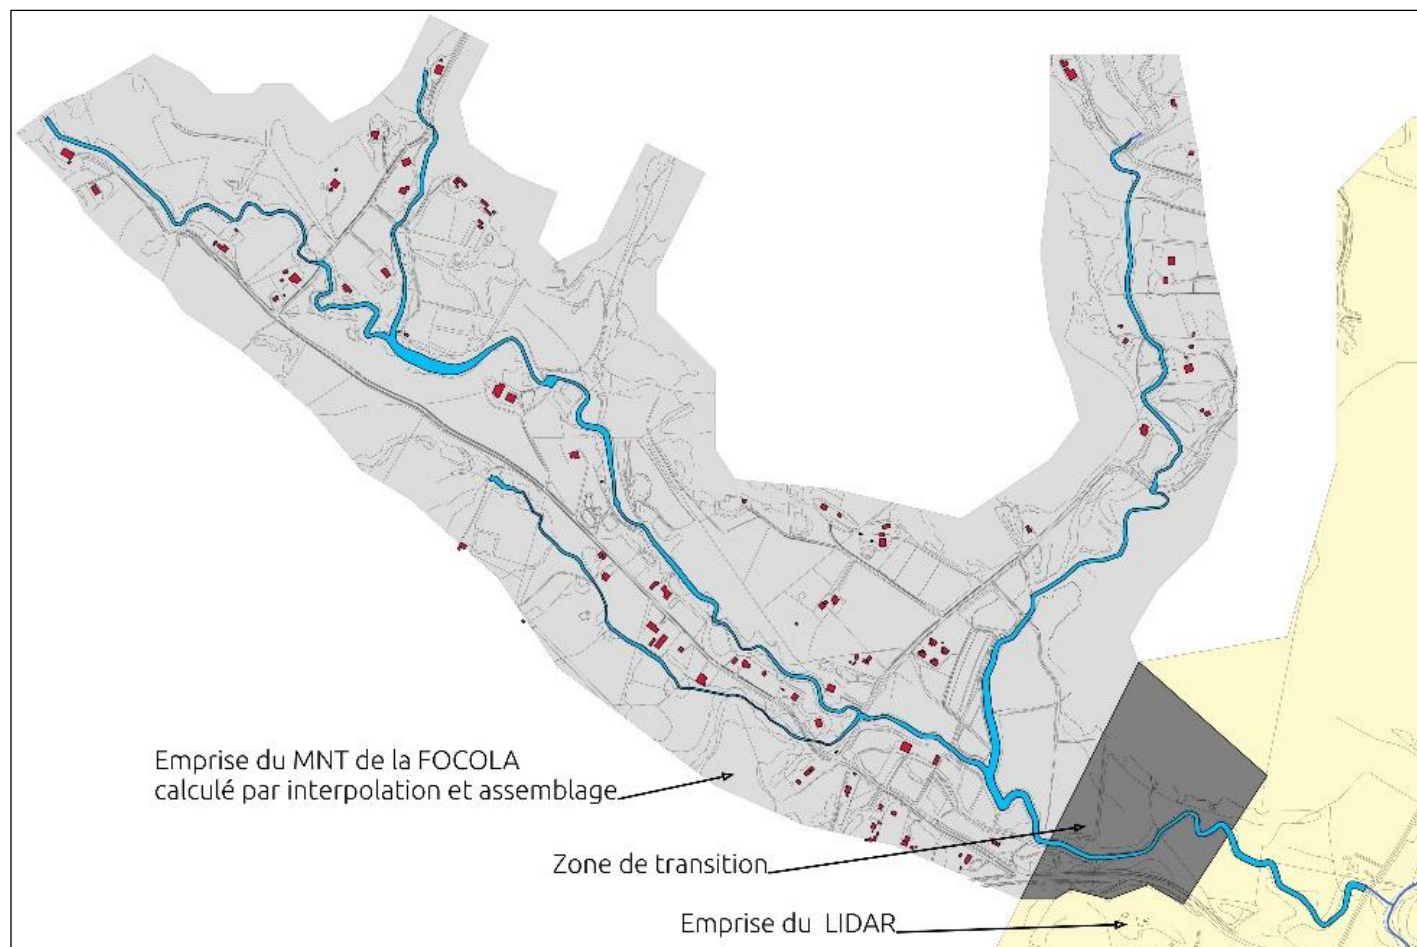 Emprise du MNT de la FOCOLA
calculé par interpolation et assemblage
Zone de transition
Emprise du LIDAR